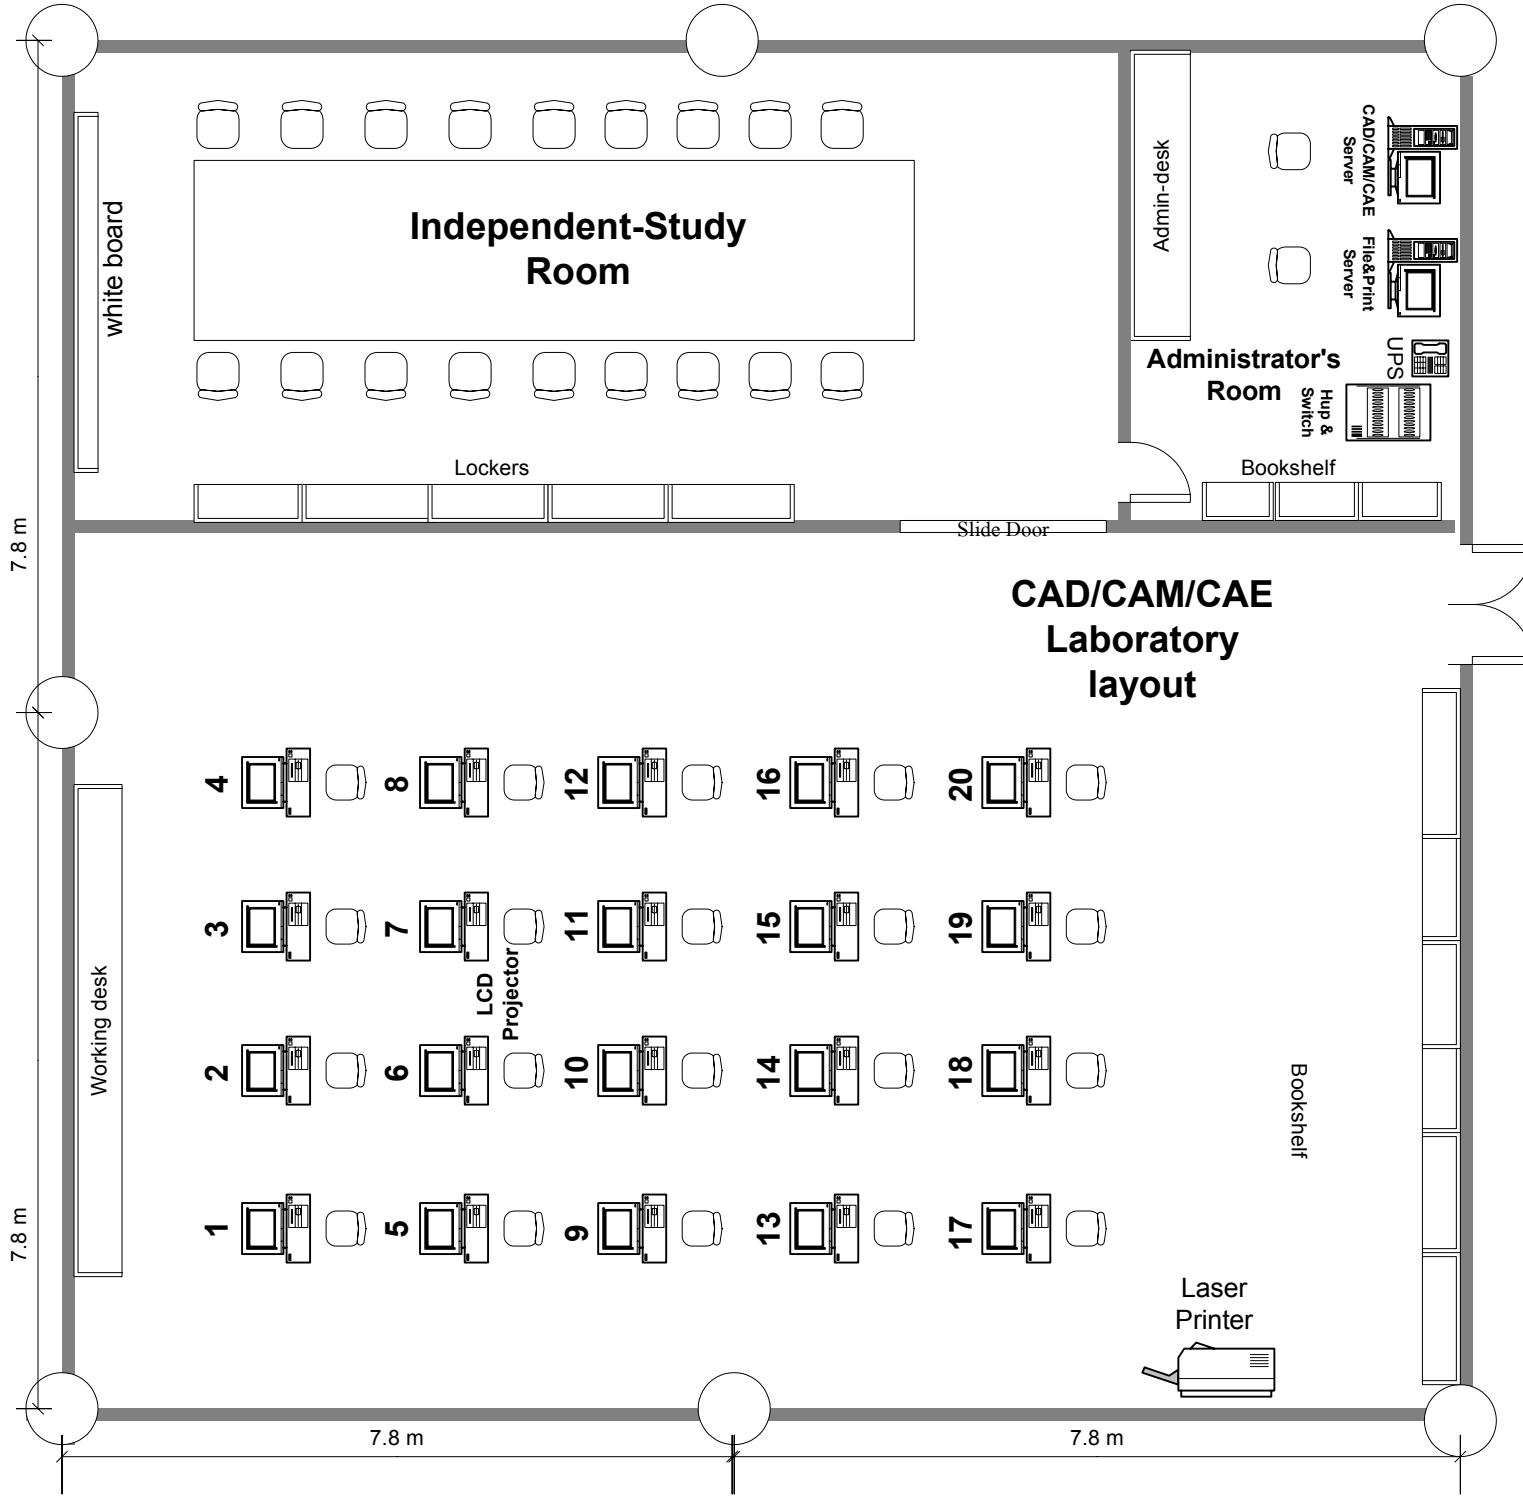 white board
Independent-Study
Room
Lockers
Admin-desk
CAD/CAM/CAE
Server
File&Print
Server
UPS
Administrator's
Room
Hup &
Switch
Bookshelf
Slide Door
7.8 m
CAD/CAM/CAE
Laboratory
layout
4
8
12
16
20
3
7
11
15
19
LCD
Projector
Working desk
2
6
10
14
18
Bookshelf
1
5
9
13
17
7.8 m
Laser
Printer
7.8 m
7.8 m